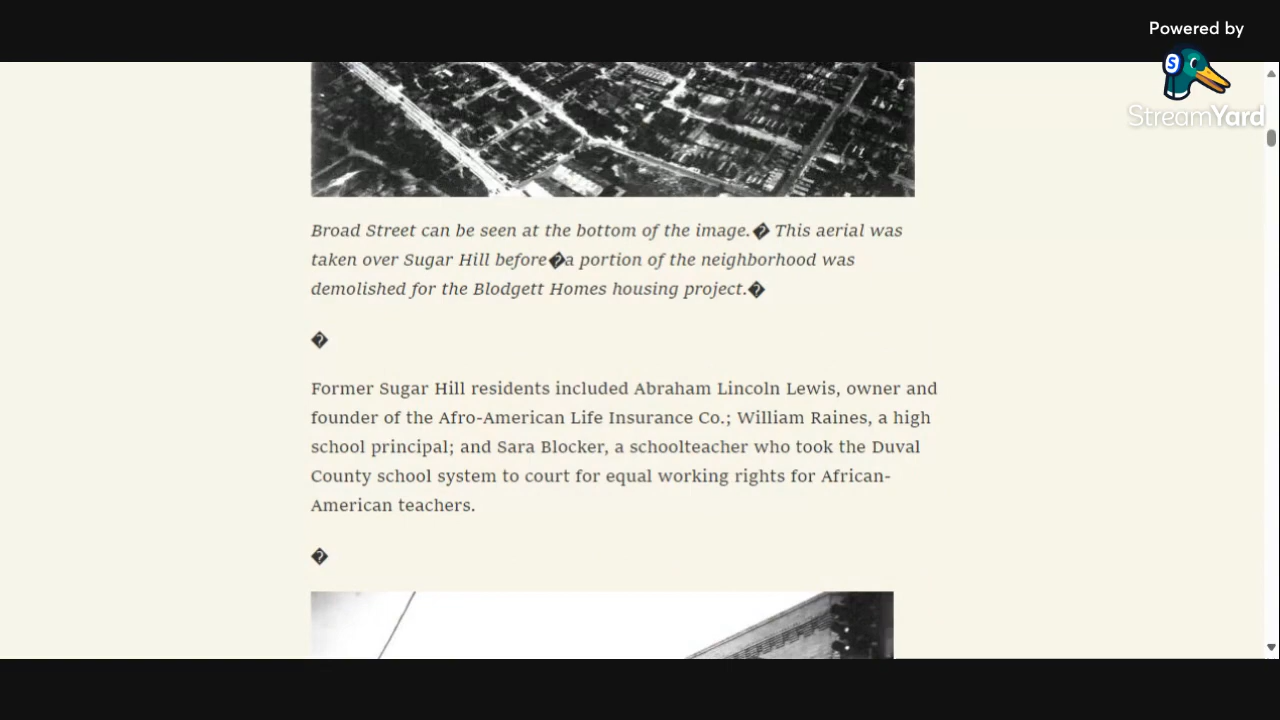 Powered by
StreamYard
Broad Street can be seen at the bottom of the image.� This aerial was
taken over Sugar Hill before�a portion of the neighborhood was
demolished for the Blodgett Homes housing project.�
�
Former Sugar Hill residents included Abraham Lincoln Lewis, owner and
founder of the Afro-American Life Insurance Co.; William Raines, a high
school principal; and Sara Blocker, a schoolteacher who took the Duval
County school system to court for equal working rights for African-
American teachers.
�